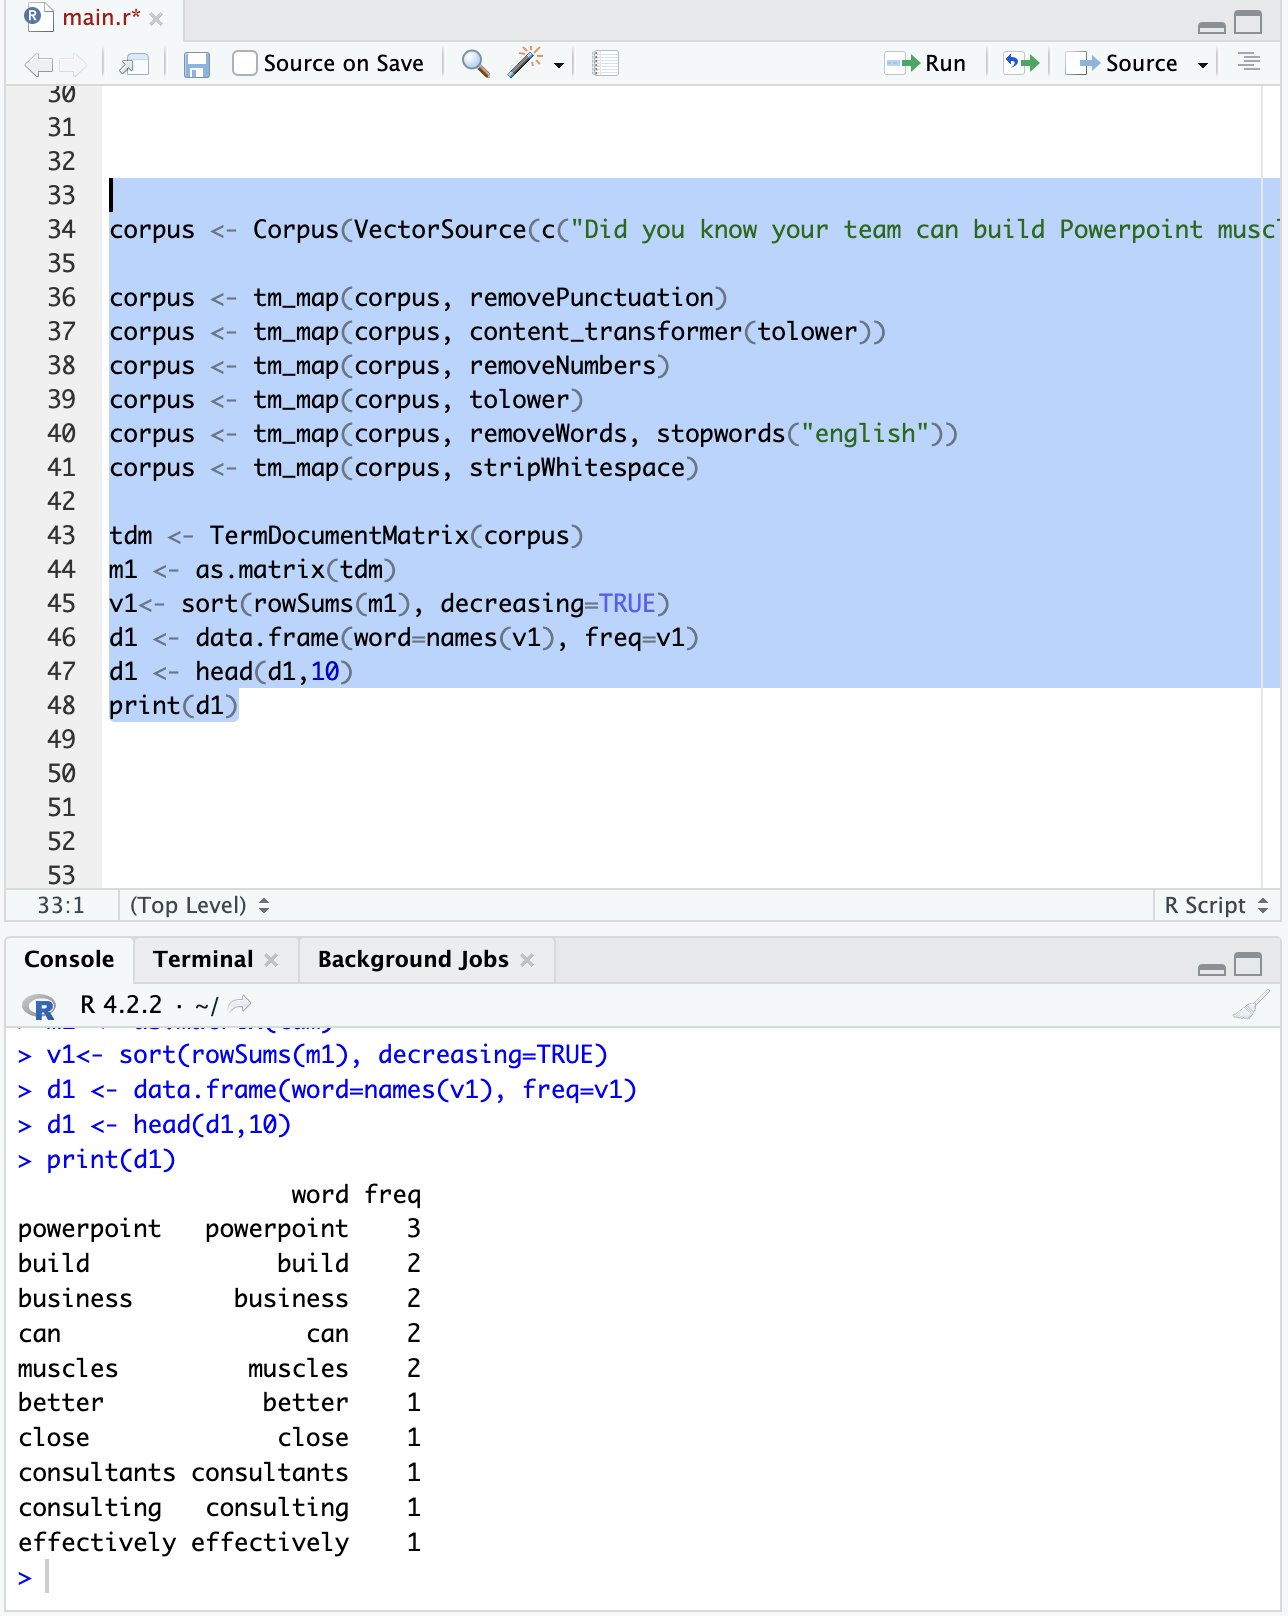 main.r*
Source on Save Run Source
30
31
32
33
34 corpus <- Corpus(VectorSource(c("Did you know your team can build Powerpoint musc
35
36 corpus <- tm_map(corpus, removePunctuation)
37 corpus <- tm_map(corpus, content_transformer(tolower))
38 corpus <- tm_map(corpus, removeNumbers)
39 corpus <- tm_map(corpus, tolower)
40 corpus <- tm_map(corpus, removeWords, stopwords("english"))
41 corpus <- tm_map(corpus, stripWhitespace)
42
43 tdm <- TermDocumentMatrix(corpus)
44 m1 <- as.matrix(tdm)
45 v1<- sort(rowSums(m1), decreasing=TRUE)
46 d1 <- data.frame(word=names(v1), freq=v1)
47 d1 <- head(d1,10)
48 print(d1)
49
50
51
52
53
33:1 (Top Level) R Script
Console Terminal Background Jobs
R 4.2.2 · ~/
> m1 <- as.matrix(tdm)
> v1<- sort(rowSums(m1), decreasing=TRUE)
> d1 <- data.frame(word=names(v1), freq=v1)
> d1 <- head(d1,10)
> print(d1)
word freq
powerpoint powerpoint 3
build build 2
business business 2
can can 2
muscles muscles 2
better better 1
close close 1
consultants consultants 1
consulting consulting 1
effectively effectively 1
>